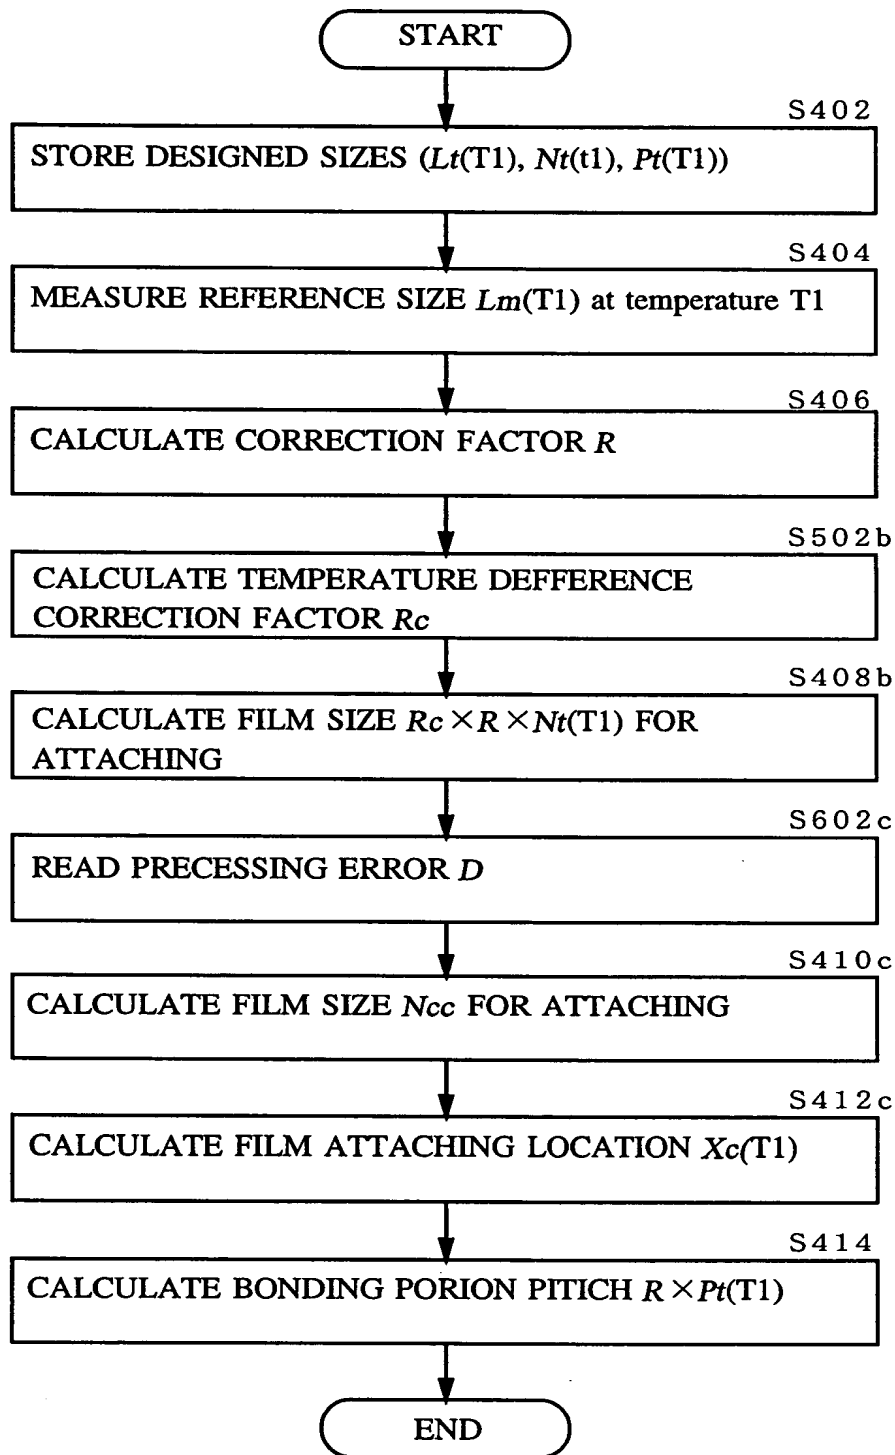 START
S402
STORE DESIGNED SIZES (Lt(T1), Nt(t1), Pt(T1))
S404
MEASURE REFERENCE SIZE Lm(T1) at temperature T1
S406
CALCULATE CORRECTION FACTOR R
S502b
CALCULATE TEMPERATURE DEFFERENCE
CORRECTION FACTOR Rc
S408b
CALCULATE FILM SIZE Rc×R×Nt(T1) FOR
ATTACHING
S602c
READ PRECESSING ERROR D
S410c
CALCULATE FILM SIZE Ncc FOR ATTACHING
S412c
CALCULATE FILM ATTACHING LOCATION Xc(T1)
S414
CALCULATE BONDING PORION PITICH R×Pt(T1)
END